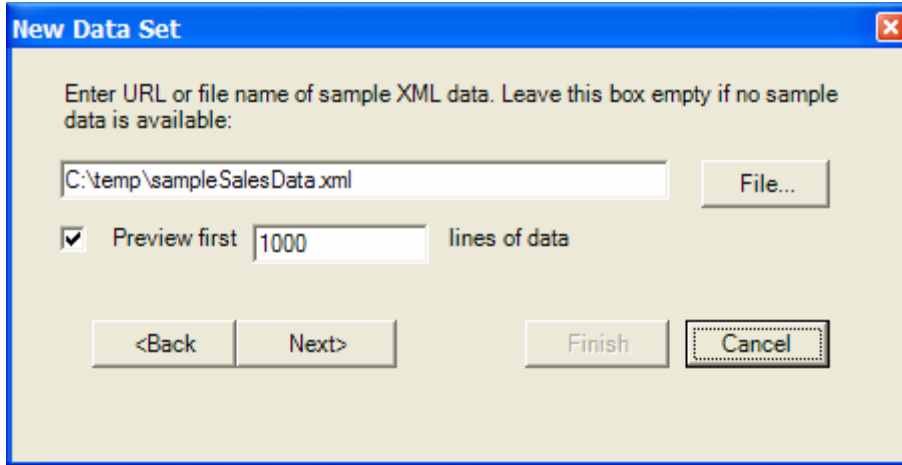 New Data Set
Enter URL or file name of sample XML data. Leave this box empty if no sample
data is available:
C:\temp\sampleSalesData.xml
File...
Preview first 1000 lines of data
<Back Next> Finish Cancel